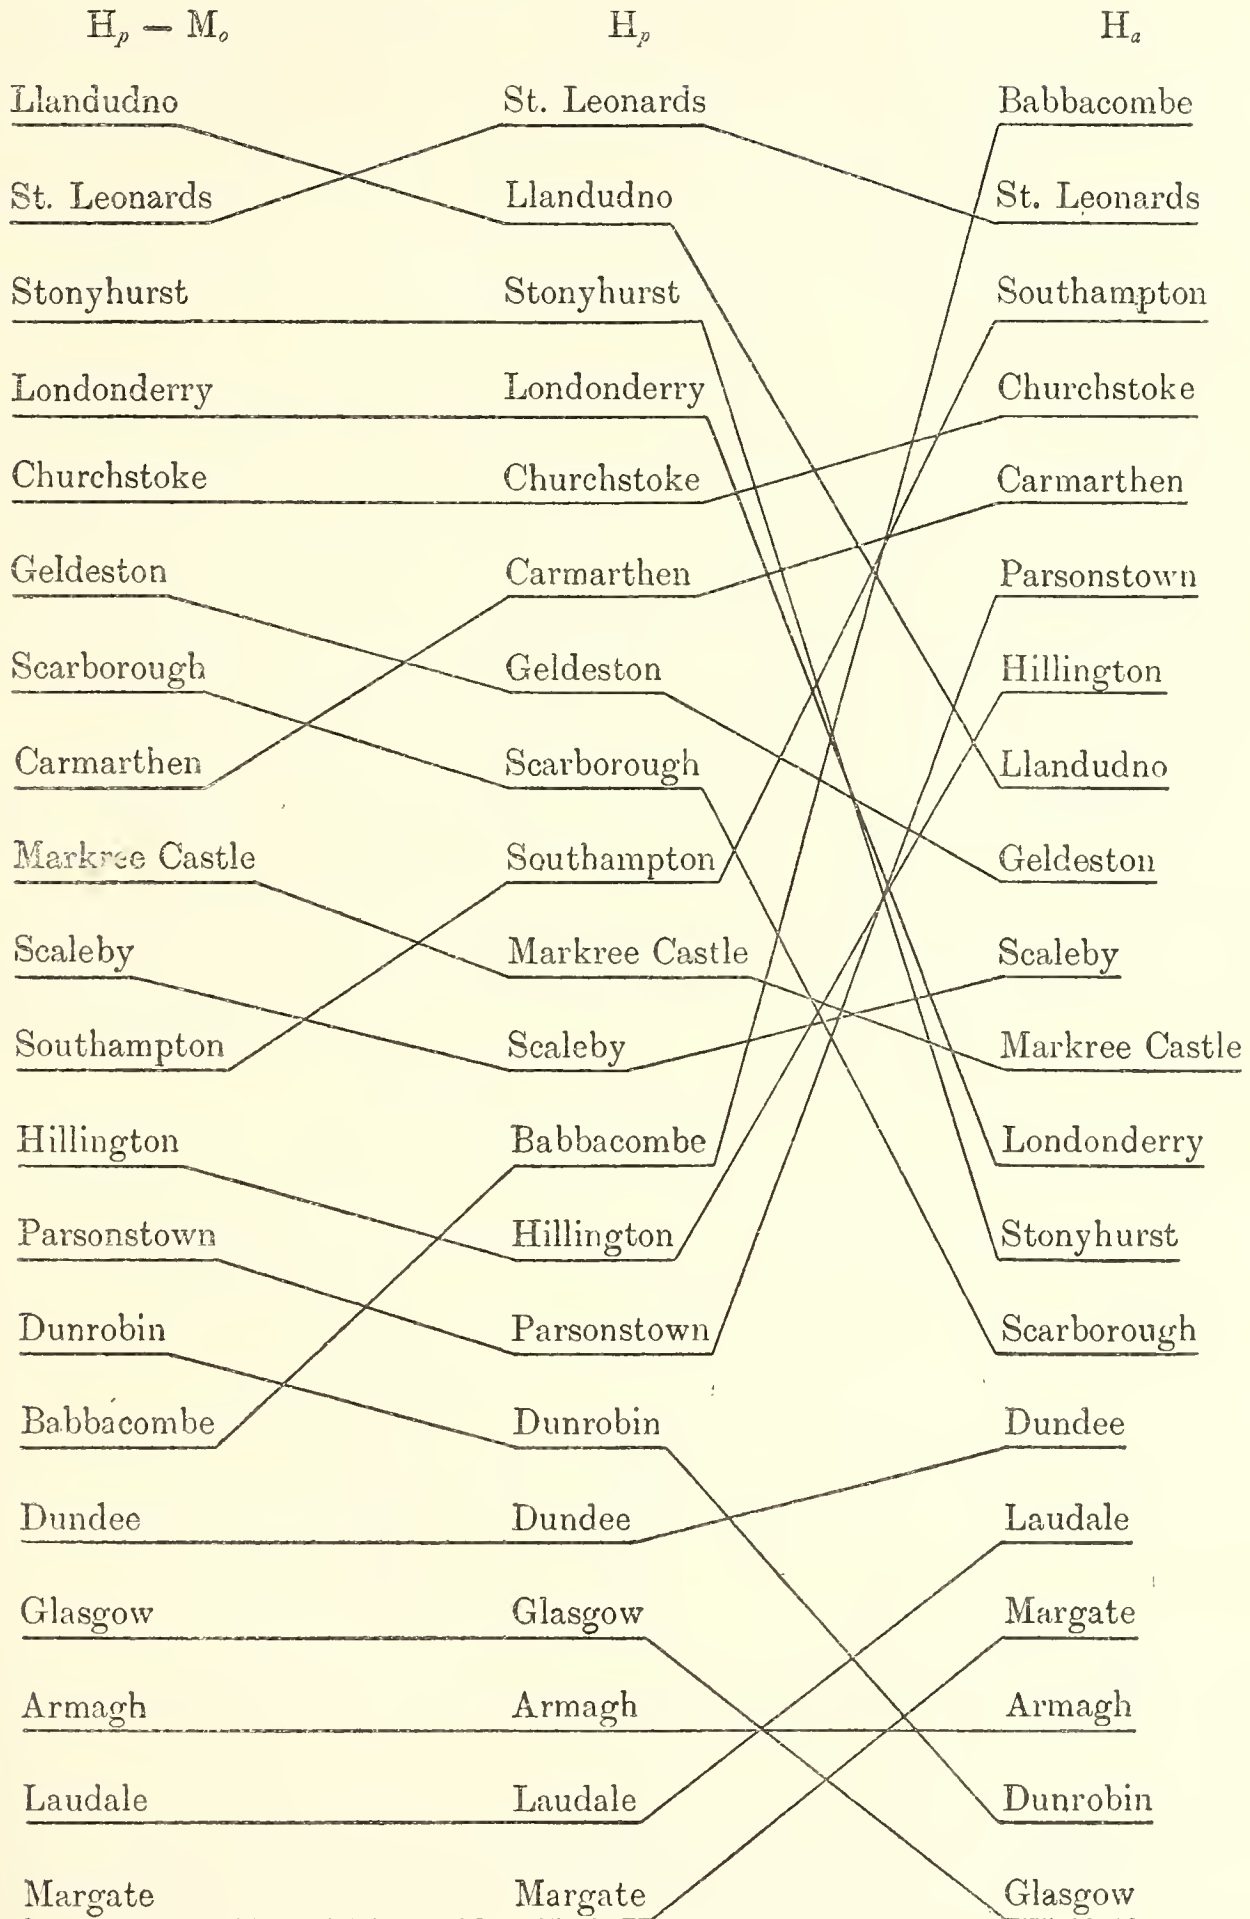 Hp — Mo Hp Ha
Llandudno St. Leonards Babbacombe
St. Leonards Llandudno St. Leonards
Stonyhurst Stonyhurst Southampton
Londonderry Londonderry Churchstoke
Churchstoke Churchstoke Carmarthen
Geldeston Carmarthen Parsonstown
Scarborough Geldeston Hillington
Carmarthen Scarborough Llandudno
Markree Castle Southampton Geldeston
Scaleby Markree Castle Scaleby
Southampton Scaleby Markree Castle
Hillington Babbacombe Londonderry
Parsonstown Hillington Stonyhurst
Dunrobin Parsonstown Scarborough
Babbacombe Dunrobin Dundee
Dundee Dundee Laudale
Glasgow Glasgow Margate
Armagh Armagh Armagh
Laudale Laudale Dunrobin
Margate Margate Glasgow